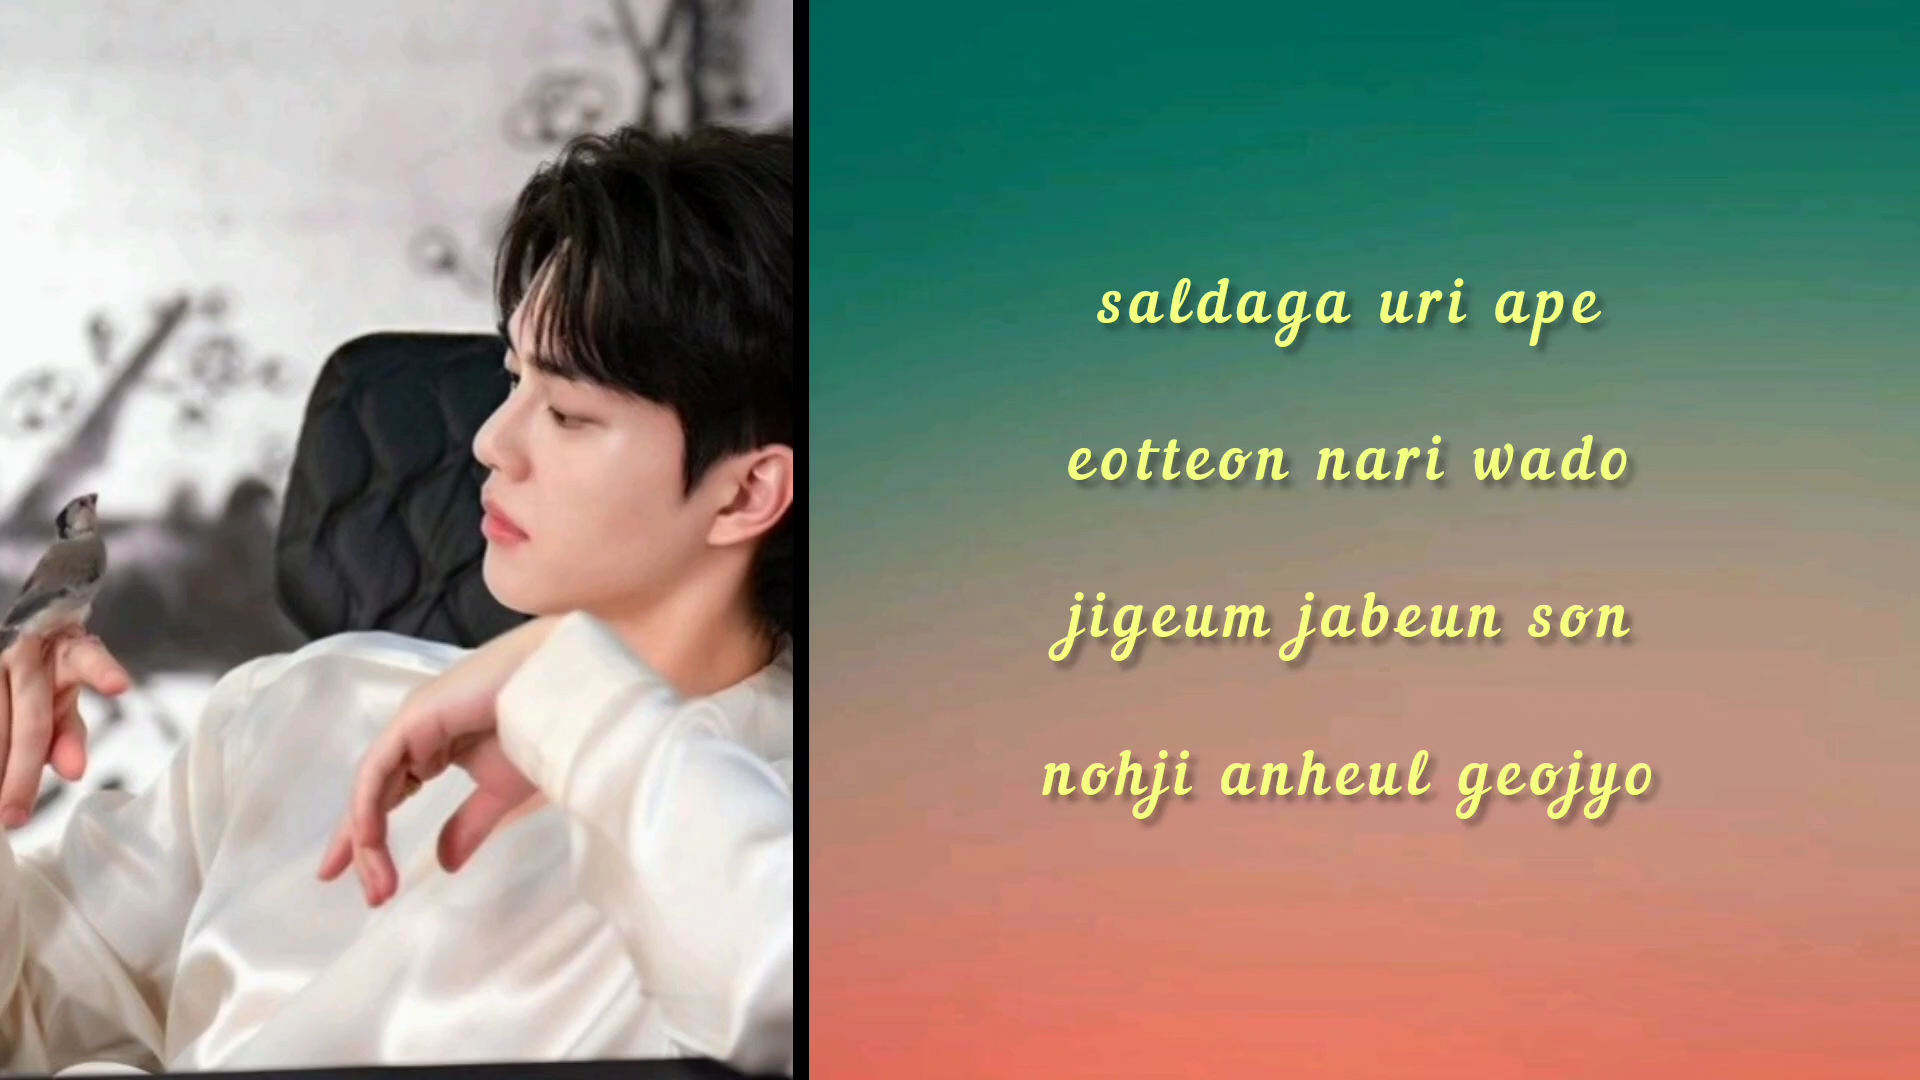 saldaga uri ape
eotteon nari wado
jigeum jabeun son
nohji anheul geojyo